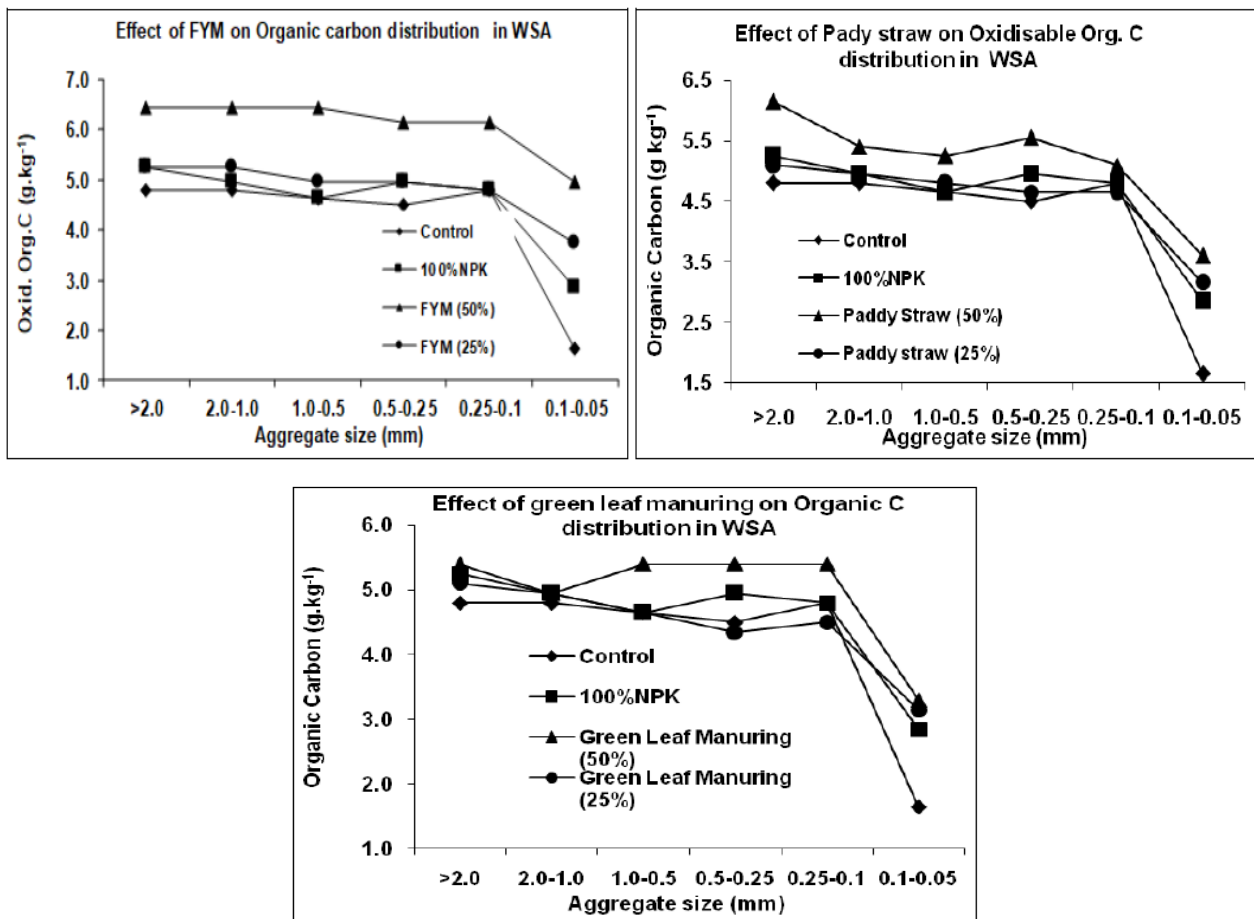 Effect of FYM on Organic carbon distribution in WSA
7.0
6.0
5.0
4.0
3.0
2.0
1.0
Oxid. Org.C (g.kg-1)
Control
100%NPK
FYM (50%)
FYM (25%)
>2.0 2.0-1.0 1.0-0.5 0.5-0.25 0.25-0.1 0.1-0.05
Aggregate size (mm)
Effect of Pady straw on Oxidisable Org. C
distribution in WSA
6.5
5.5
4.5
3.5
2.5
1.5
Organic Carbon (g kg-1)
Control
100%NPK
Paddy Straw (50%)
Paddy straw (25%)
>2.0 2.0-1.0 1.0-0.5 0.5-0.25 0.25-0.1 0.1-0.05
Aggregate size (mm)
Effect of green leaf manuring on Organic C
distribution in WSA
6.0
5.0
4.0
3.0
2.0
1.0
Organic Carbon (g.kg-1)
Control
100%NPK
Green Leaf Manuring
(50%)
Green Leaf Manuring
(25%)
>2.0 2.0-1.0 1.0-0.5 0.5-0.25 0.25-0.1 0.1-0.05
Aggregate size (mm)